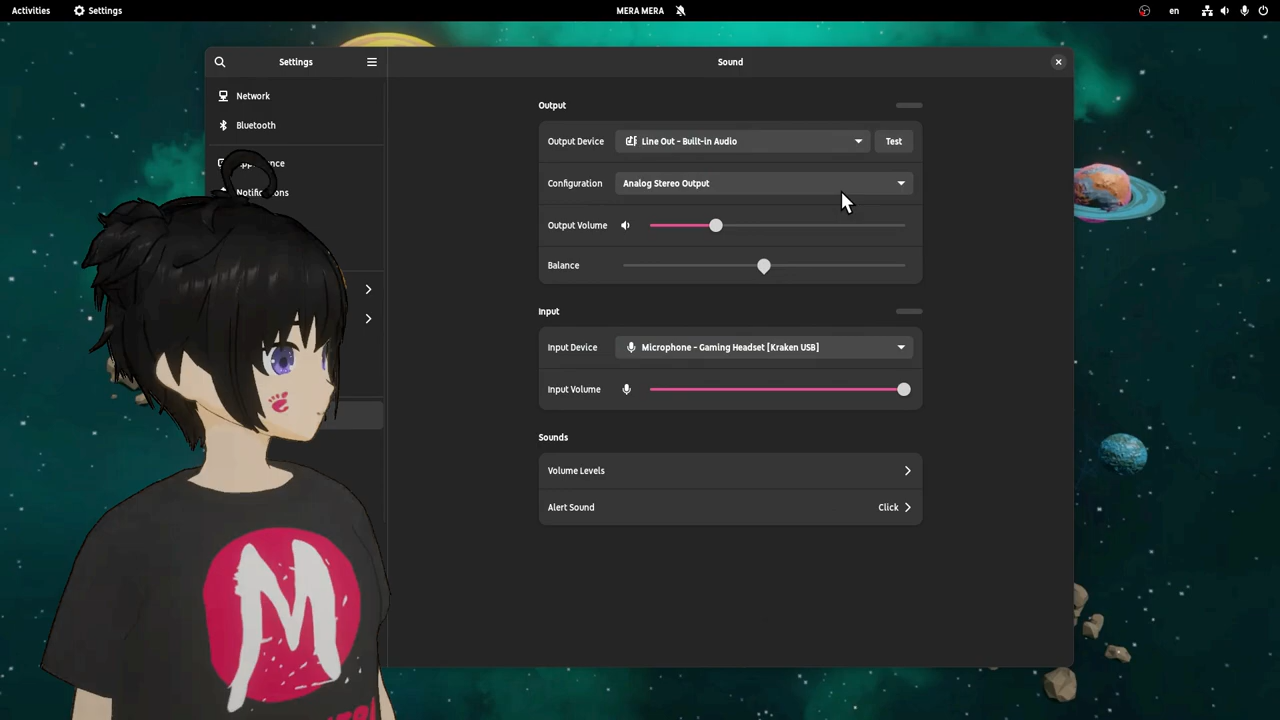 Activities
Settings
MERA MERA
en
Settings
Sound
Network
Bluetooth
Notifications
Output
Output Device
Line Out - Built-in Audio
Test
Configuration
Analog Stereo Output
Output Volume
Balance
Input
Input Device
Microphone - Gaming Headset [Kraken USB]
Input Volume
Sounds
Volume Levels
Alert Sound
Click
M